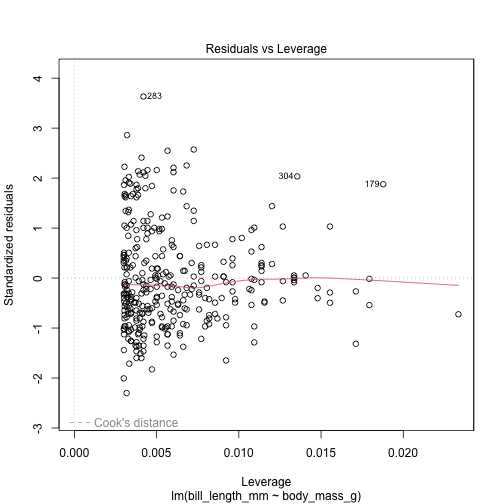 Residuals vs Leverage
Standardized residuals
4
3
2
1
0
-1
-2
-3
283
304
179
Cook's distance
0.000 0.005 0.010 0.015 0.020
Leverage
lm(bill_length_mm ~ body_mass_g)